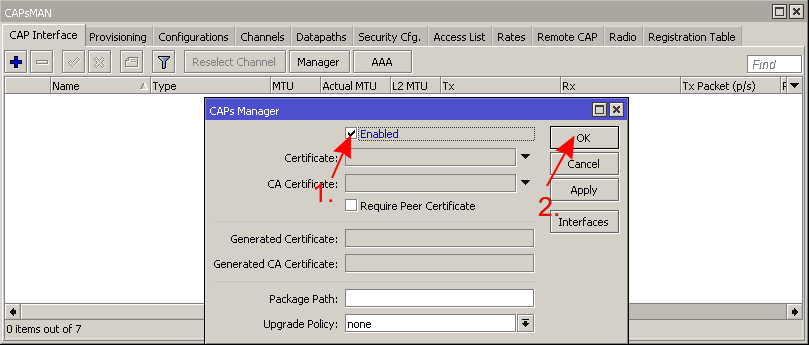 CAPsMAN
CAP Interface Provisioning Configurations Channels Datapaths Security Cfg. Access List Rates Remote CAP Radio Registration Table
Reselect Channel Manager AAA Find
Name Type MTU Actual MTU L2 MTU Tx Rx Tx Packet (p/s)
CAPs Manager
Enabled OK
Certificate: Cancel
CA Certificate: Apply
1. 2.
Require Peer Certificate Interfaces
Generated Certificate:
Generated CA Certificate:
Package Path:
Upgrade Policy: none
0 items out of 7